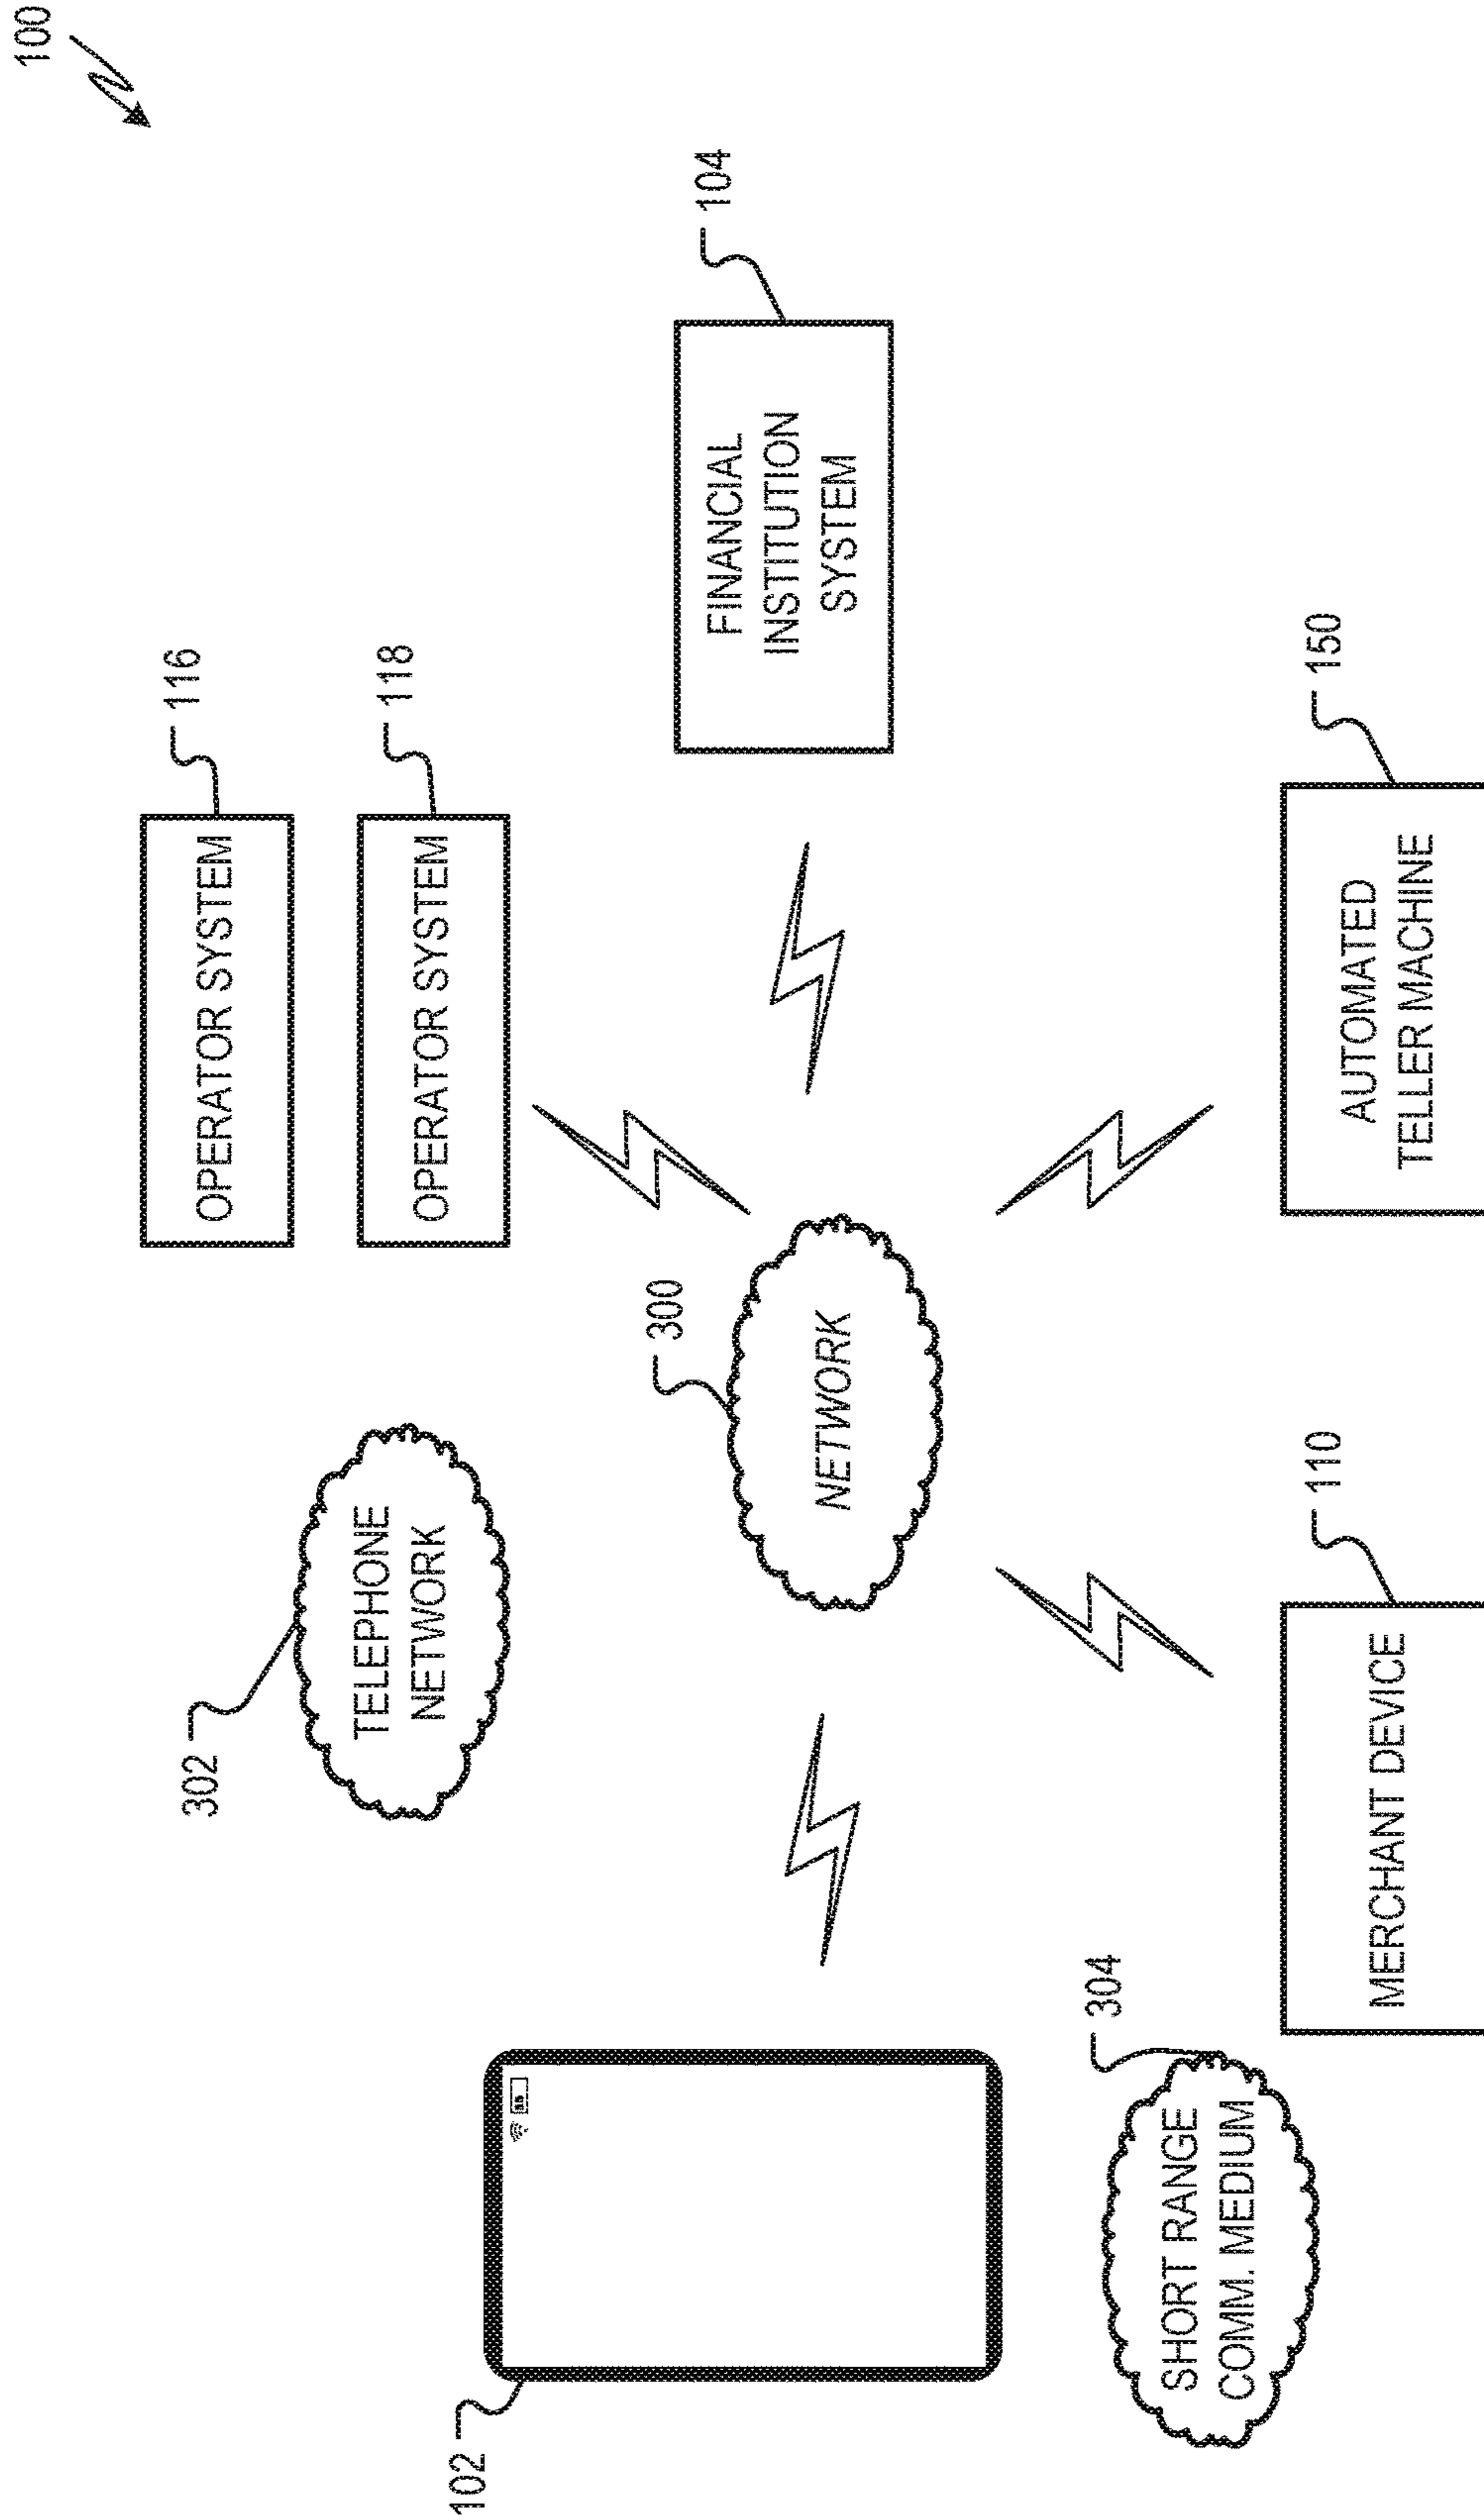 100
302
TELEPHONE
NETWORK
OPERATOR SYSTEM
116
OPERATOR SYSTEM
118
102
300
NETWORK
FINANCIAL
INSTITUTION
SYSTEM
104
304
SHORT RANGE
COMM. MEDIUM
MERCHANT DEVICE
110
AUTOMATED
TELLER MACHINE
150